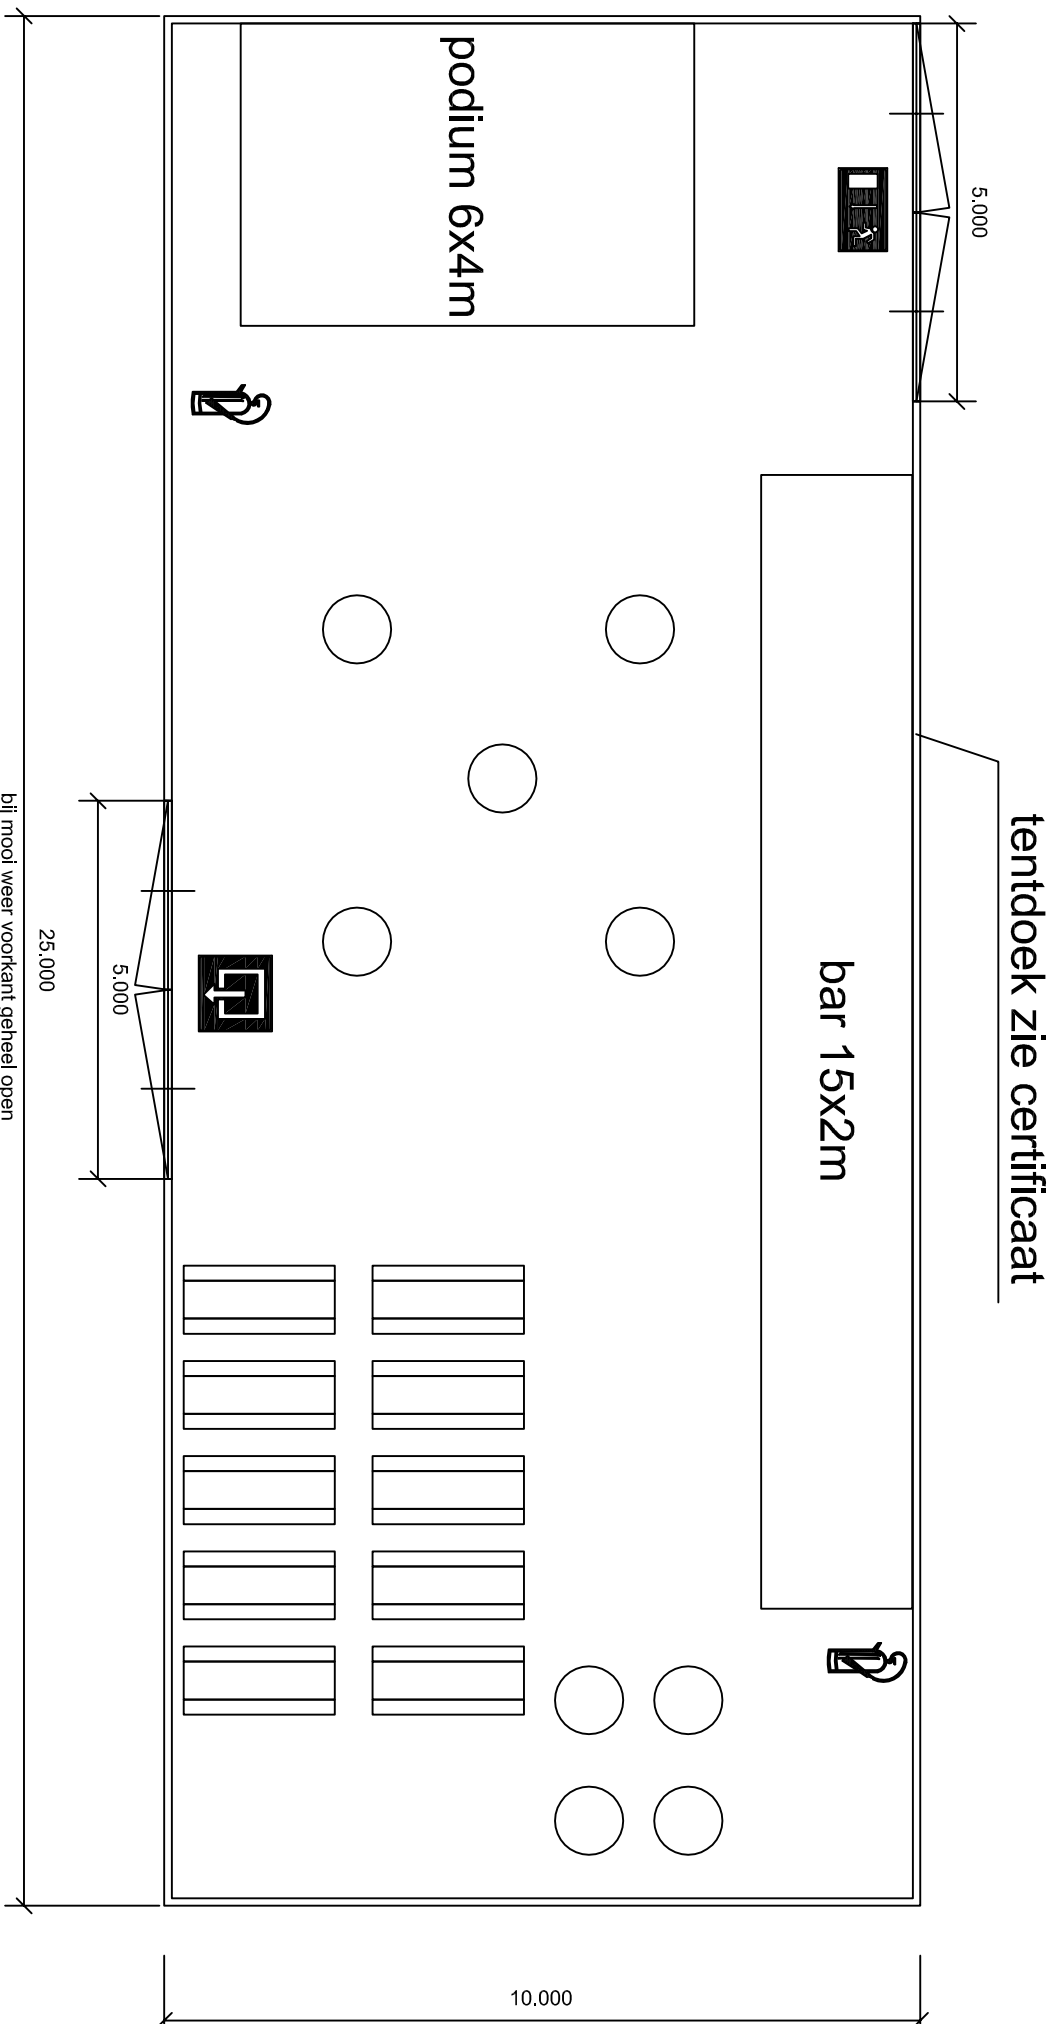 tentdoek zie certificaat
5.000
podium 6x4m
bar 15x2m
5.000
25.000
bij mooi weer voorkant geheel open
10.000